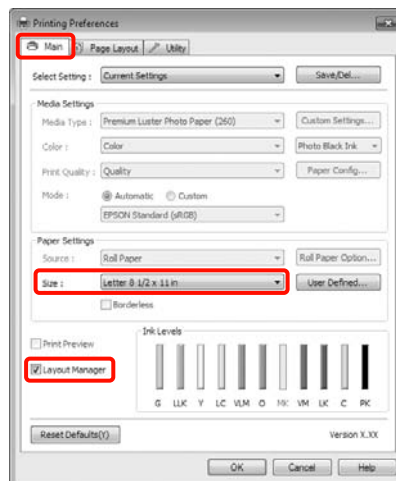 Printing Preferences
Main Page Layout Utility
Select Setting : Current Settings Save/Del...
Media Settings
Media Type : Premium Luster Photo Paper (260) Custom Settings...
Color : Color Photo Black Ink
Print Quality : Quality Paper Config...
Mode : Automatic Custom
EPSON Standard (sRGB)
Paper Settings
Source : Roll Paper Roll Paper Option...
Size : Letter 8 1/2 x 11 in User Defined...
Borderless
Ink Levels
Print Preview
Layout Manager
G LLK Y LC VLM O MK VM LK C PK
Reset Defaults(Y) Version X.XX
OK Cancel Help